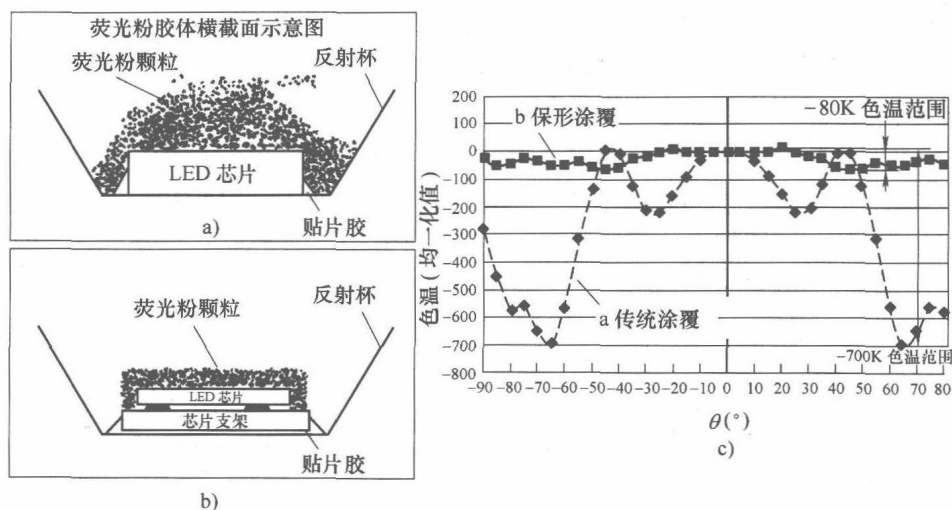 荧光粉胶体横截面示意图
荧光粉颗粒
反射杯
LED 芯片
贴片胶
a)
荧光粉颗粒
反射杯
LED 芯片
芯片支架
贴片胶
b)
色温(均一化值)
200
100
0
-100
-200
-300
-400
-500
-600
-700
-800
b 保形涂覆
-80K 色温范围
a 传统涂覆
-700K 色温范围
-90 -80 -70 -60 -50 -40 -30 -20 -10 0 10 20 30 40 50 60 70 80
θ(°)
c)